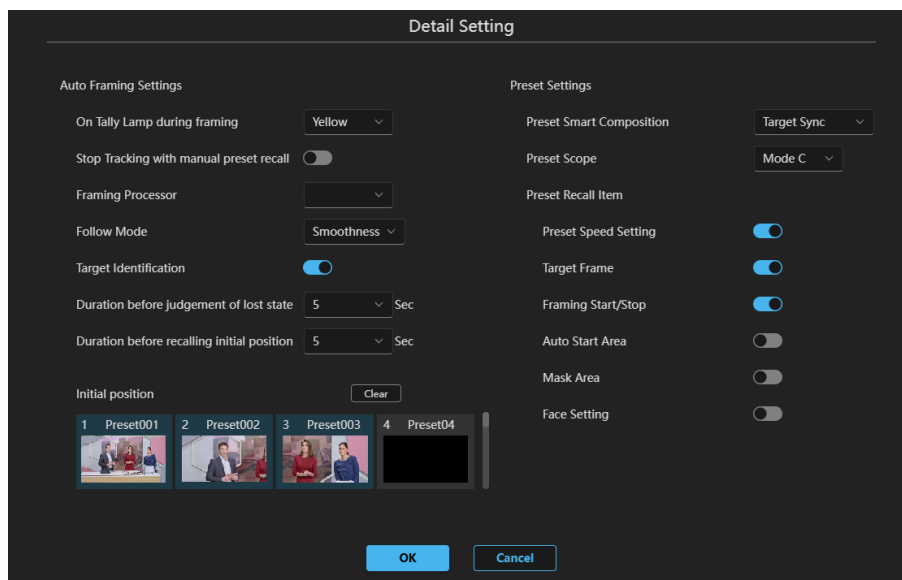 Detail Setting
Auto Framing Settings
On Tally Lamp during framing Yellow
Stop Tracking with manual preset recall
Framing Processor
Follow Mode Smoothness
Target Identification
Duration before judgement of lost state 5 Sec
Duration before recalling initial position 5 Sec
Initial position Clear
1 Preset001 2 Preset002 3 Preset003 4 Preset04
Preset Settings
Preset Smart Composition Target Sync
Preset Scope Mode C
Preset Recall Item
Preset Speed Setting
Target Frame
Framing Start/Stop
Auto Start Area
Mask Area
Face Setting
OK Cancel